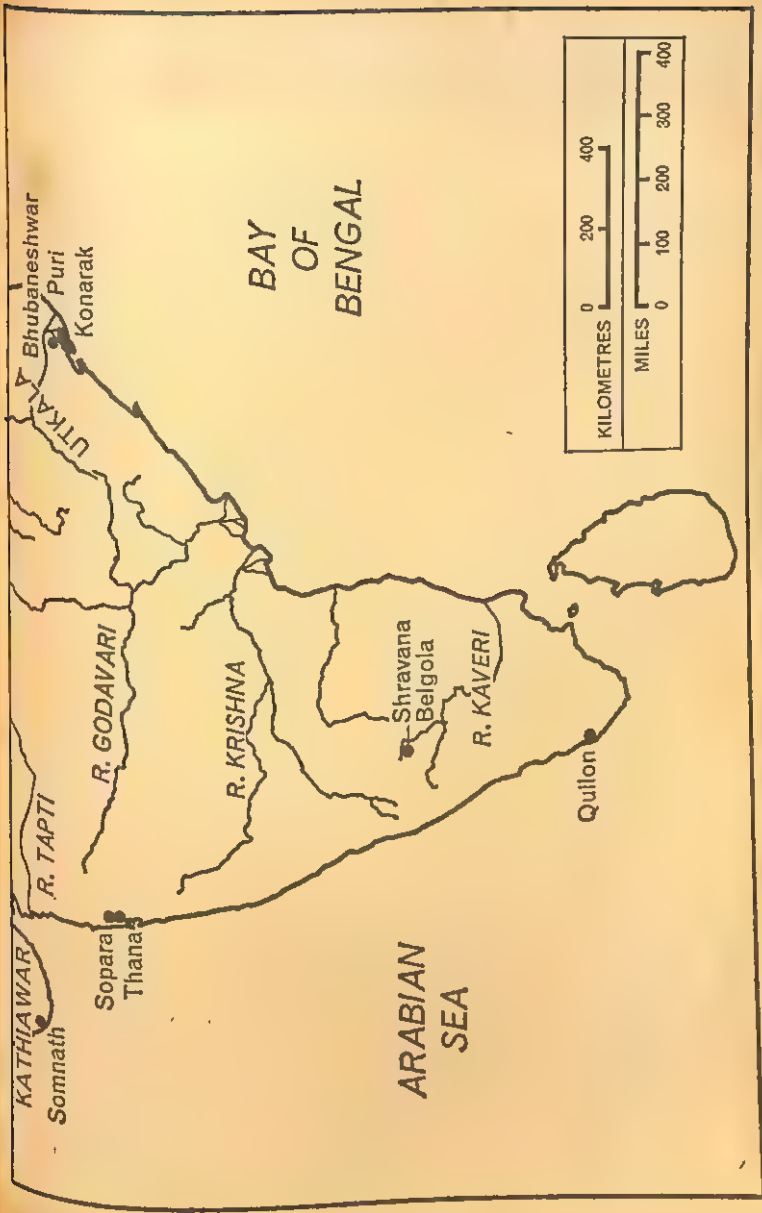 KATHIAWAR
Somnath
R. TAPTI
Sopara
Thana
R. GODAVARI
R. KRISHNA
UTKALA
Bhubaneshwar
Puri
Konarak
BAY
OF
BENGAL
ARABIAN
SEA
Shravana
Belgola
R. KAVERI
Quilon
KILOMETRES 0 200 400
MILES 0 100 200 300 400